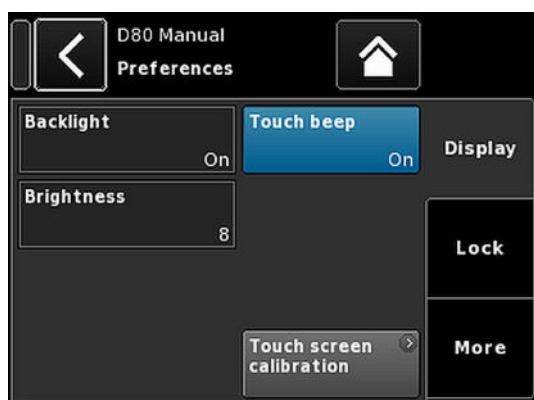 D80 Manual
Preferences
Backlight
On
Touch beep
On
Display
Brightness
8
Lock
Touch screen
calibration
More